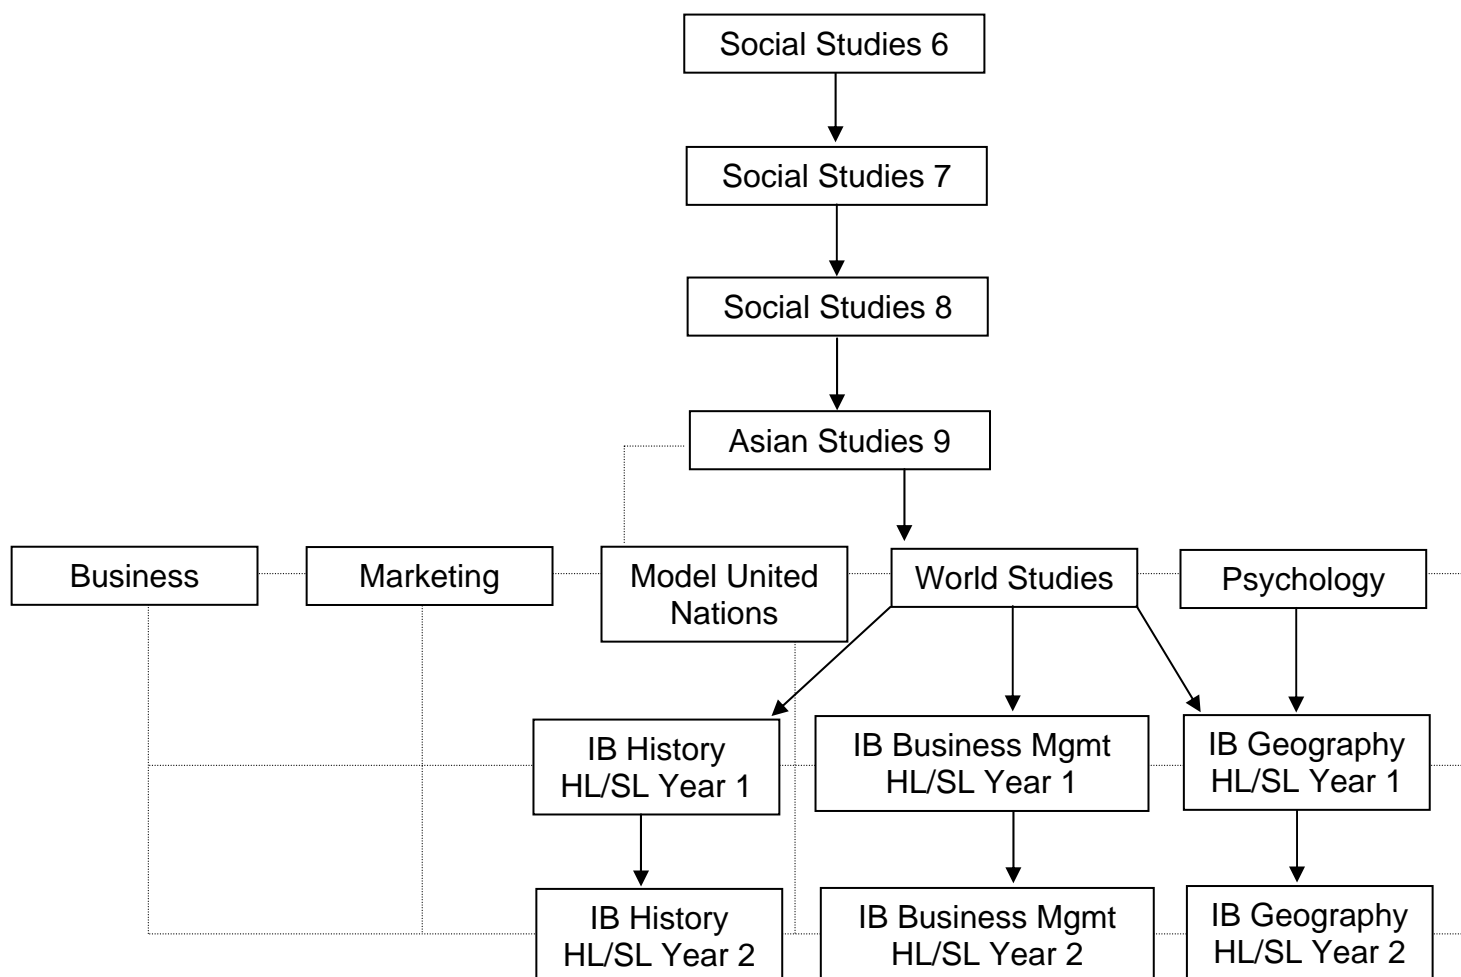 Social Studies 6
Social Studies 7
Social Studies 8
Asian Studies 9
Business
Marketing
Model United
Nations
World Studies
Psychology
IB History
HL/SL Year 1
IB Business Mgmt
HL/SL Year 1
IB Geography
HL/SL Year 1
IB History
HL/SL Year 2
IB Business Mgmt
HL/SL Year 2
IB Geography
HL/SL Year 2